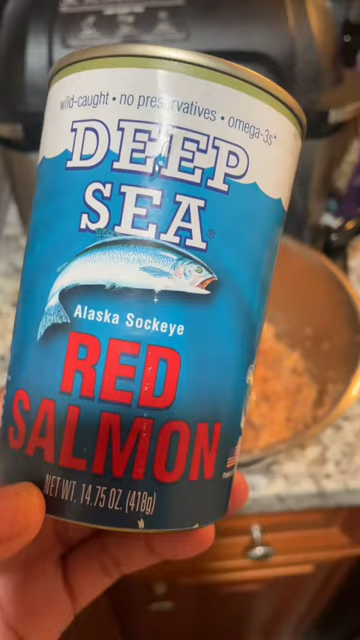 wild-caught • no preservatives • omega-3s*
DEEP
SEA®
Alaska Sockeye
RED
SALMON
NET WT. 14.75 OZ. (418g)